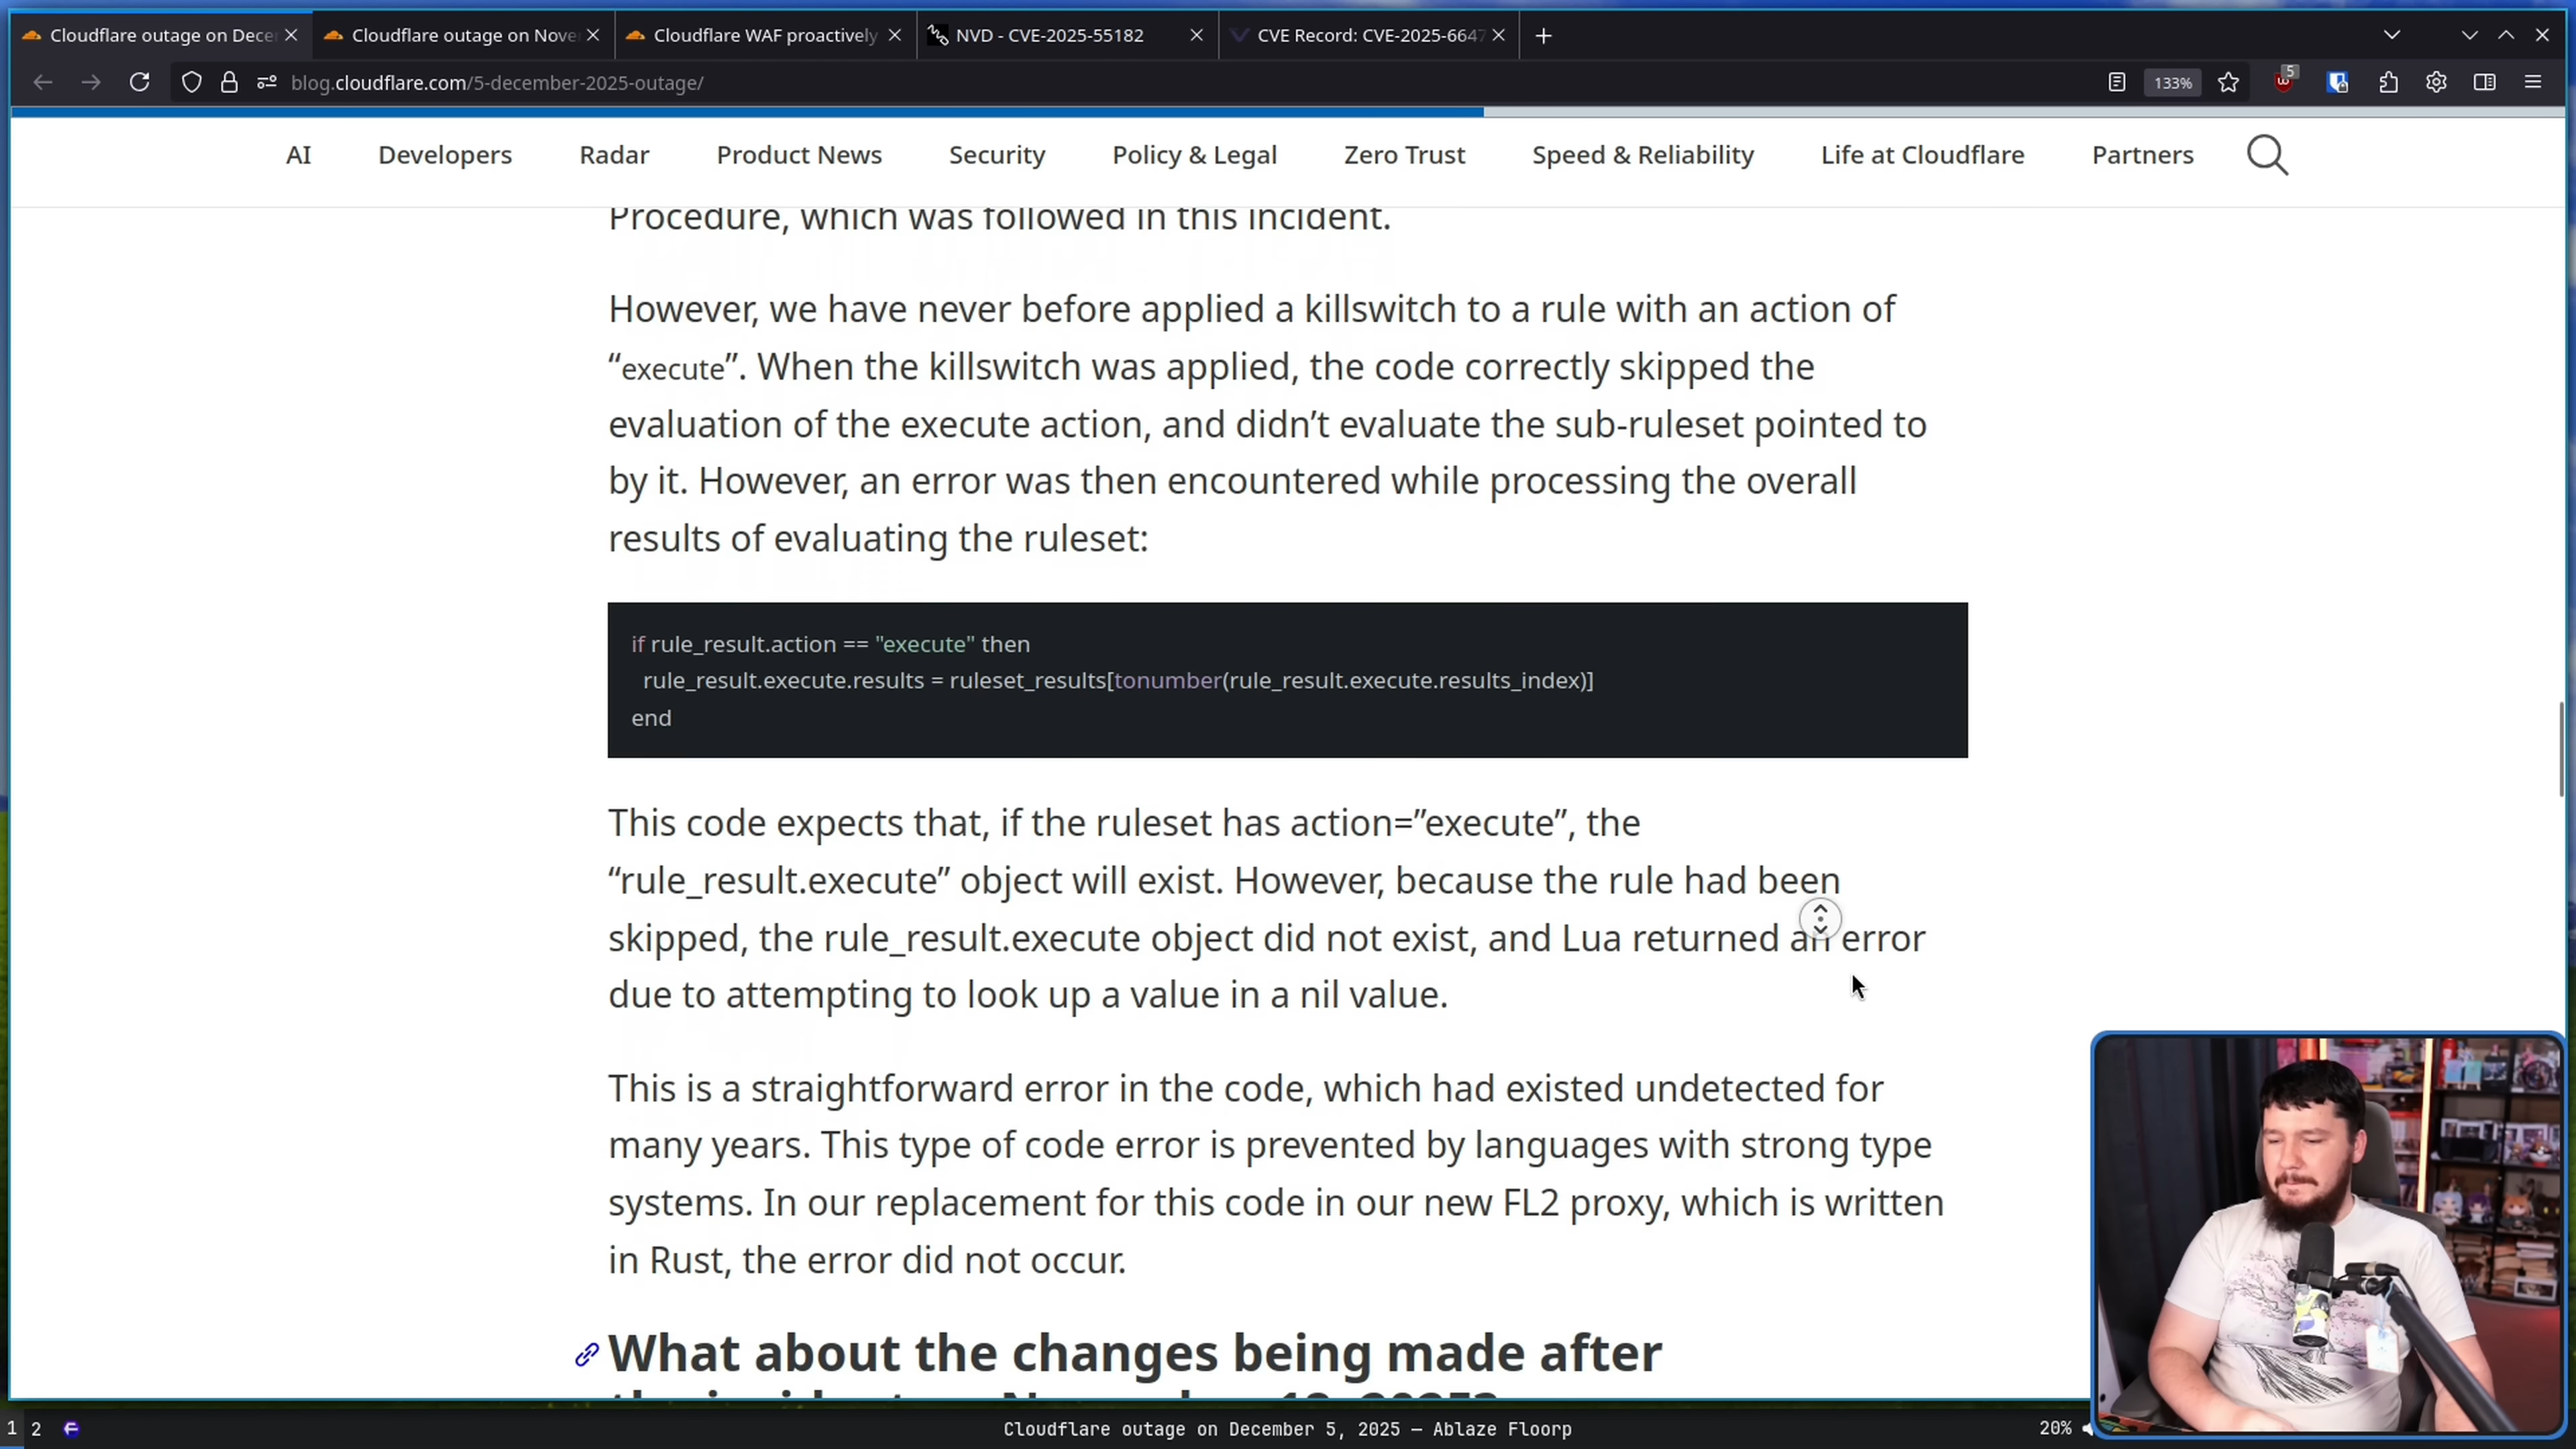 Cloudflare outage on Dece
Cloudflare outage on Nove
Cloudflare WAF proactively
NVD - CVE-2025-55182
CVE Record: CVE-2025-6647
blog.cloudflare.com/5-december-2025-outage/
133%
5
AI
Developers
Radar
Product News
Security
Policy & Legal
Zero Trust
Speed & Reliability
Life at Cloudflare
Partners
Procedure, which was followed in this incident.
However, we have never before applied a killswitch to a rule with an action of
“execute”. When the killswitch was applied, the code correctly skipped the
evaluation of the execute action, and didn’t evaluate the sub-ruleset pointed to
by it. However, an error was then encountered while processing the overall
results of evaluating the ruleset:
if rule_result.action == "execute" then
rule_result.execute.results = ruleset_results[tonumber(rule_result.execute.results_index)]
end
This code expects that, if the ruleset has action=”execute”, the
“rule_result.execute” object will exist. However, because the rule had been
skipped, the rule_result.execute object did not exist, and Lua returned an error
due to attempting to look up a value in a nil value.
This is a straightforward error in the code, which had existed undetected for
many years. This type of code error is prevented by languages with strong type
systems. In our replacement for this code in our new FL2 proxy, which is written
in Rust, the error did not occur.
What about the changes being made after
1
2
Cloudflare outage on December 5, 2025 — Ablaze Floorp
20%